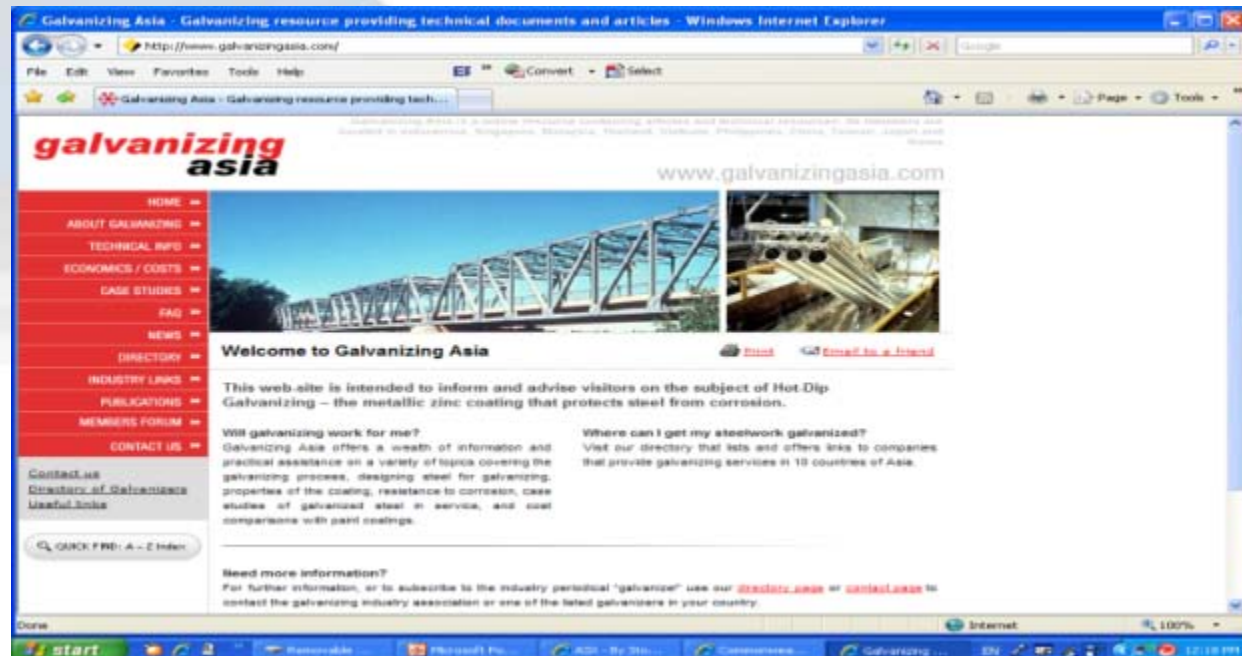 Galvanizing Asia - Galvanizing resource providing technical documents and articles - Windows Internet Explorer
http://www.galvanizingasia.com/
Google
File Edit View Favorites Tools Help
Convert Select
Galvanizing Asia - Galvanizing resource providing tech...
Page Tools
galvanizing
asia
www.galvanizingasia.com
HOME
ABOUT GALVANIZING
TECHNICAL INFO
ECONOMICS / COSTS
CASE STUDIES
FAQ
NEWS
DIRECTORY
INDUSTRY LINKS
PUBLICATIONS
MEMBERS FORUM
CONTACT US
Contact us
Directory of Galvanizers
Useful links
QUICK FIND: A - Z Index
Welcome to Galvanizing Asia
Print Email to a friend
This web-site is intended to inform and advise visitors on the subject of Hot Dip
Galvanizing – the metallic zinc coating that protects steel from corrosion.
Will galvanizing work for me?
Galvanizing Asia offers a wealth of information and
practical assistance on a variety of topics covering the
galvanizing process, designing steel for galvanizing,
properties of the coating, resistance to corrosion, case
studies of galvanized steel in service, and cost
comparisons with paint coatings.
Where can I get my steelwork galvanized?
Visit our directory that lists and offers links to companies
that provide galvanizing services in 10 countries of Asia.
Need more information?
For further information, or to subscribe to the industry periodical "galvanize" use our directory page or contact page to
contact the galvanizing industry association or one of the listed galvanizers in your country.
Done Internet 100%
start Removable ... Microsoft Po... Galvanizing ... EN 12:18 PM